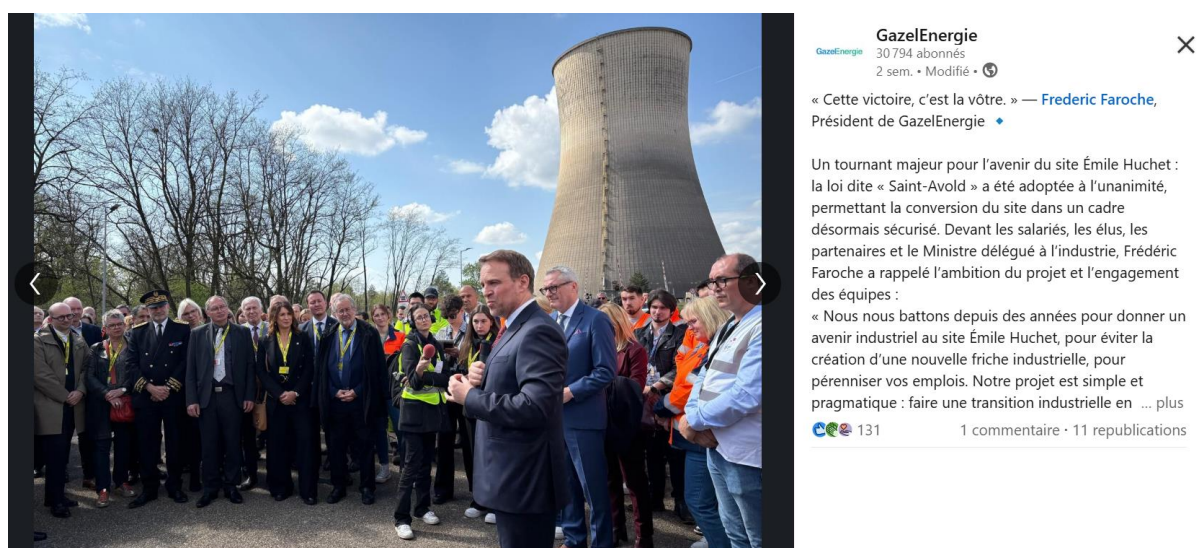 GazelEnergie
GazelEnergie
30 794 abonnés
2 sem. • Modifié •
« Cette victoire, c’est la vôtre. » — Frederic Faroche,
Président de GazelEnergie
Un tournant majeur pour l’avenir du site Émile Huchet :
la loi dite « Saint-Avold » a été adoptée à l’unanimité,
permettant la conversion du site dans un cadre
désormais sécurisé. Devant les salariés, les élus, les
partenaires et le Ministre délégué à l’industrie, Frédéric
Faroche a rappelé l’ambition du projet et l’engagement
des équipes :
« Nous nous battons depuis des années pour donner un
avenir industriel au site Émile Huchet, pour éviter la
création d’une nouvelle friche industrielle, pour
pérenniser vos emplois. Notre projet est simple et
pragmatique : faire une transition industrielle en ... plus
131
1 commentaire · 11 republications